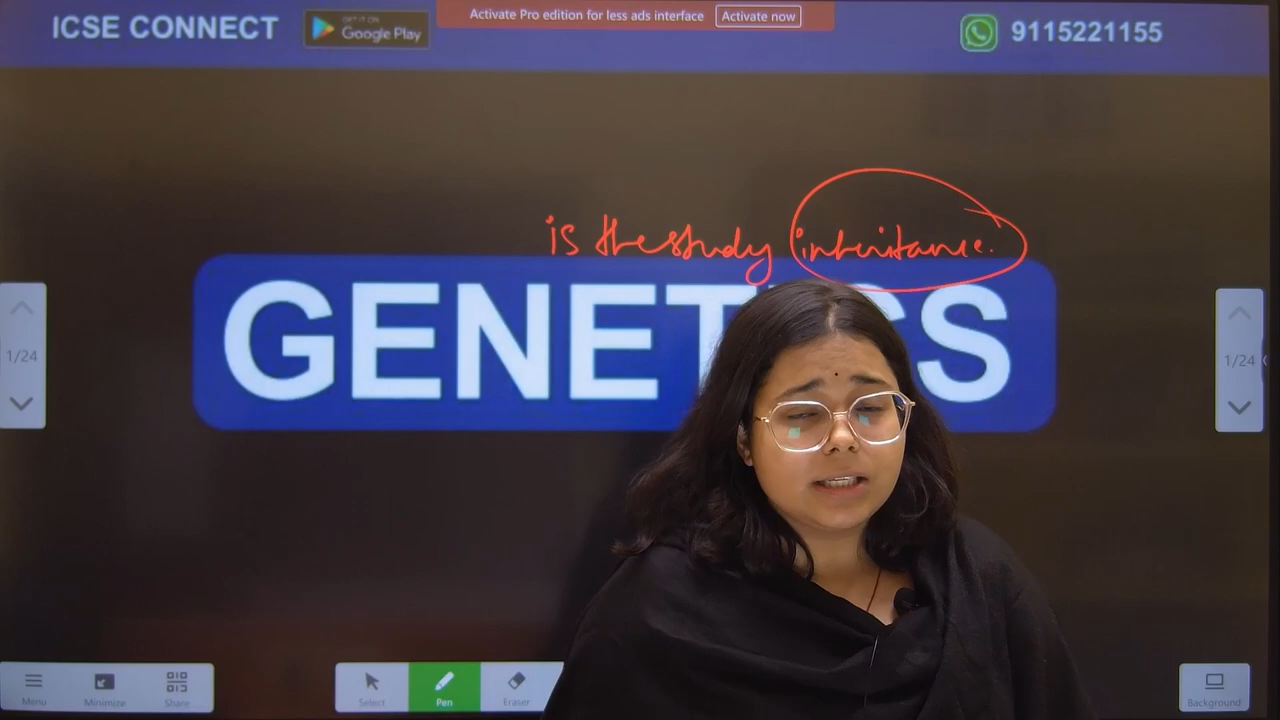 ICSE CONNECT
GET IT ON
Google Play
Activate Pro edition for less ads interface
Activate now
9115221155
is the study inheritance.
GENETICS
1/24
1/24
Menu
Minimize
Share
Select
Pen
Eraser
Background